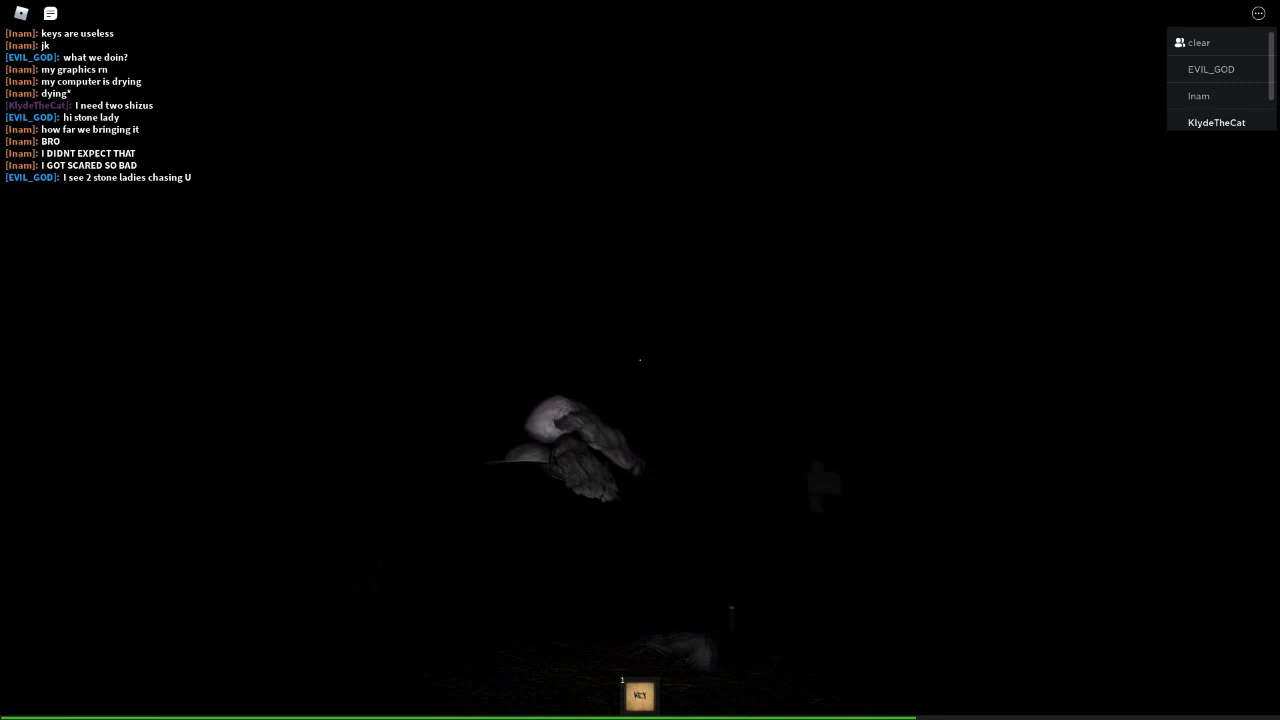 [Inam]: keys are useless
[Inam]: jk
[EVIL_GOD]: what we doin?
[Inam]: my graphics rn
[Inam]: my computer is drying
[Inam]: dying*
[KlydeTheCat]: I need two shizus
[EVIL_GOD]: hi stone lady
[Inam]: how far we bringing it
[Inam]: BRO
[Inam]: I DIDNT EXPECT THAT
[Inam]: I GOT SCARED SO BAD
[EVIL_GOD]: I see 2 stone ladies chasing U
clear
EVIL_GOD
Inam
KlydeTheCat
1
KEY